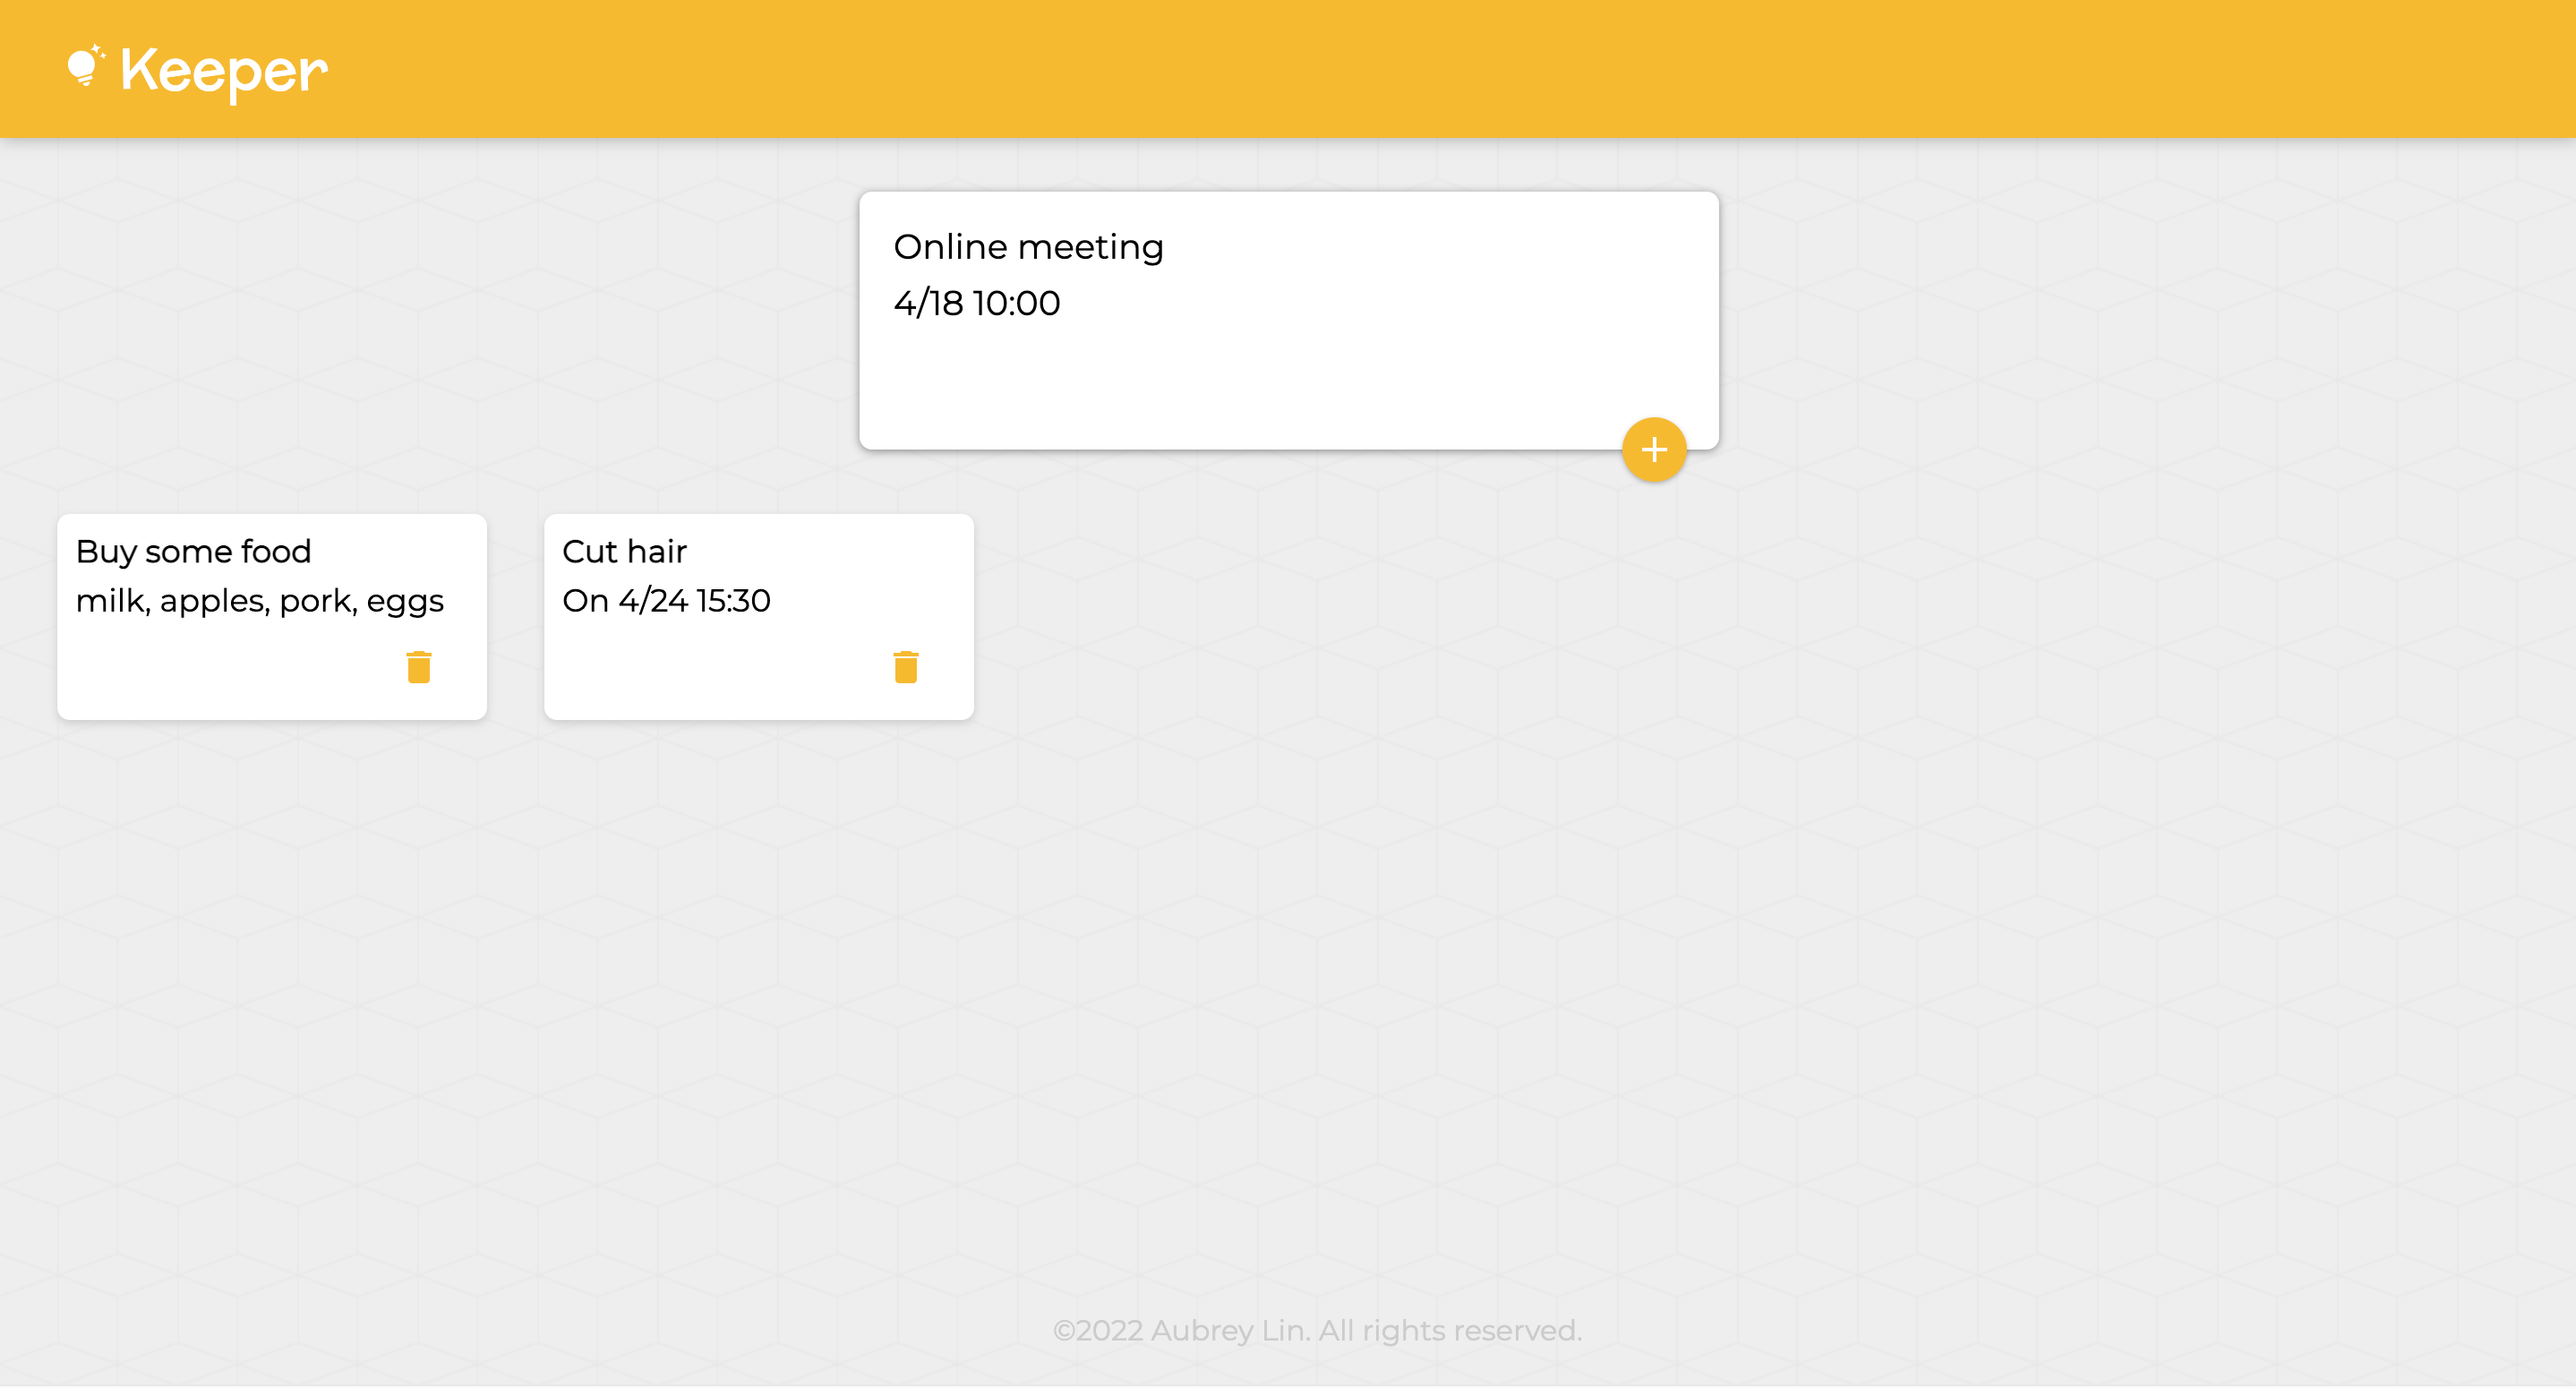 Keeper
Online meeting
4/18 10:00
Buy some food
milk, apples, pork, eggs
Cut hair
On 4/24 15:30
©2022 Aubrey Lin. All rights reserved.